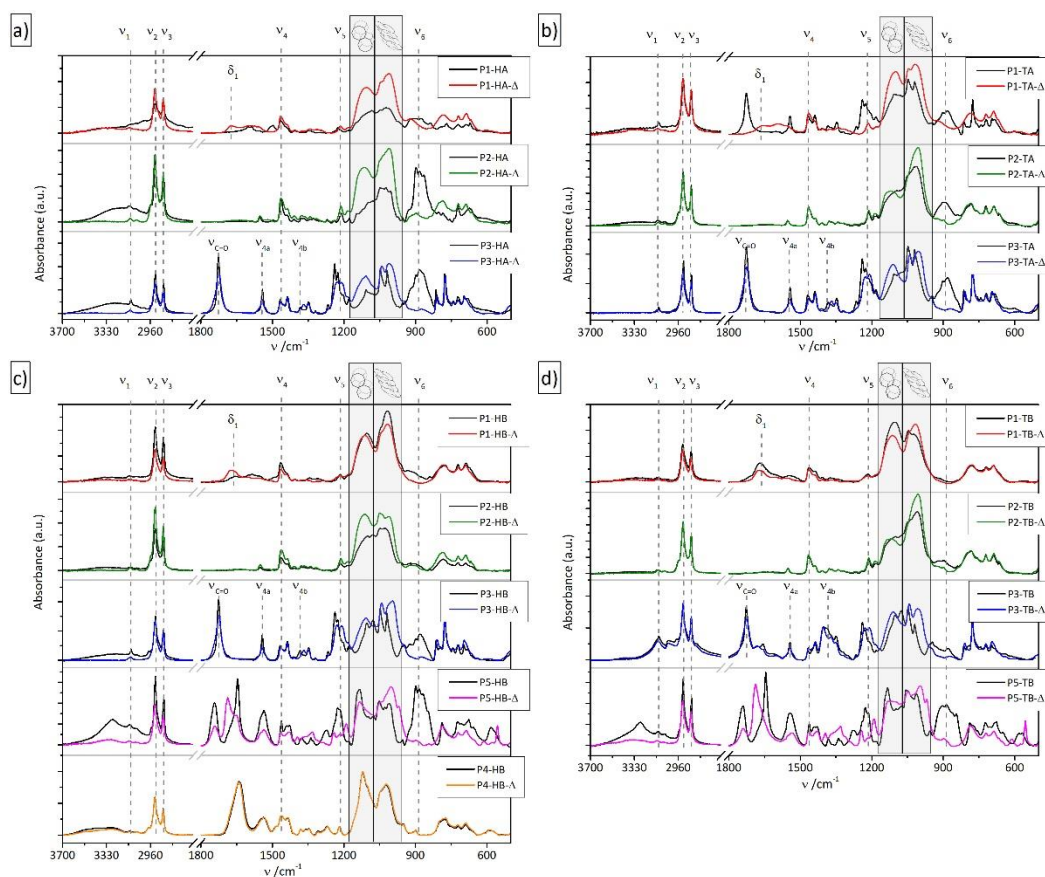 a)
ν1 ν2 ν3 ν4 ν5 ν6
δ1
P1-HA
P1-HA-Δ
P2-HA
P2-HA-Λ
νC=O ν4a ν4b
P3-HA
P3-HA-Λ
Absorbance (a.u.)
3700 3330 2960 1800 1500 1200 900 600
ν /cm-1
b)
ν1 ν2 ν3 ν4 ν5 ν6
δ1
P1-TA
P1-TA-Δ
P2-TA
P2-TA-Λ
νC=O ν4a ν4b
P3-TA
P3-TA-Δ
Absorbance (a.u.)
3700 3330 2960 1800 1500 1200 900 600
ν /cm-1
c)
ν1 ν2 ν3 ν4 ν5 ν6
δ1
P1-HB
P1-HB-Λ
P2-HB
P2-HB-Λ
νC=O ν4a ν4b
P3-HB
P3-HB-Λ
P5-HB
P5-HB-Δ
P4-HB
P4-HB-Λ
Absorbance (a.u.)
3700 3330 2960 1800 1500 1200 900 600
ν /cm-1
d)
ν1 ν2 ν3 ν4 ν5 ν6
δ1
P1-TB
P1-TB-Λ
P2-TB
P2-TB-Λ
νC=O ν4a ν4b
P3-TB
P3-TB-Λ
P5-TB
P5-TB-Δ
Absorbance (a.u.)
3700 3330 2960 1800 1500 1200 900 600
ν /cm-1